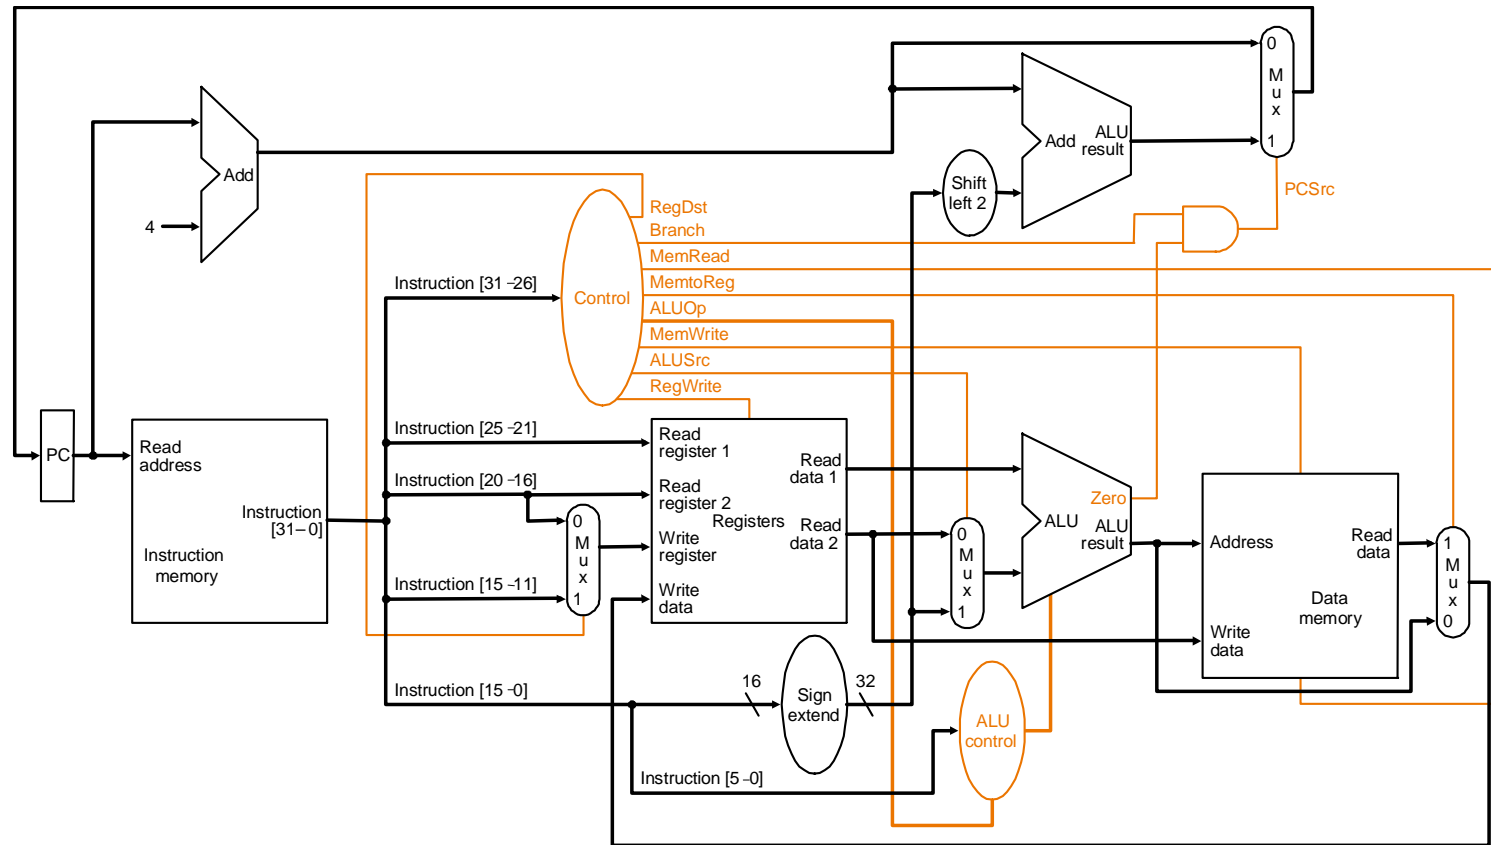 0
M
u
x
1
Add
ALU
result
Add
Shift
left 2
PCSrc
4
RegDst
Branch
MemRead
MemtoReg
ALUOp
MemWrite
ALUSrc
RegWrite
Control
Instruction [31–26]
Instruction [25–21]
Instruction [20–16]
Instruction [15–11]
Instruction [15–0]
Instruction [5–0]
PC
Read
address
Instruction
[31–0]
Instruction
memory
0
M
u
x
1
Read
register 1
Read
register 2
Write
register
Write
data
Registers
Read
data 1
Read
data 2
0
M
u
x
1
Zero
ALU
ALU
result
Address
Write
data
Read
data
Data
memory
1
M
u
x
0
16
Sign
extend
32
ALU
control